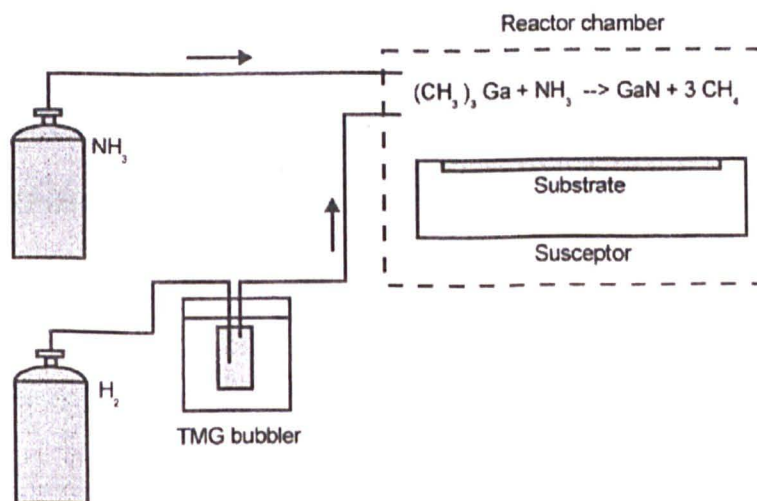 Reactor chamber
(CH₃)₃ Ga + NH₃ --> GaN + 3 CH₄
NH₃
Substrate
Susceptor
H₂
TMG bubbler